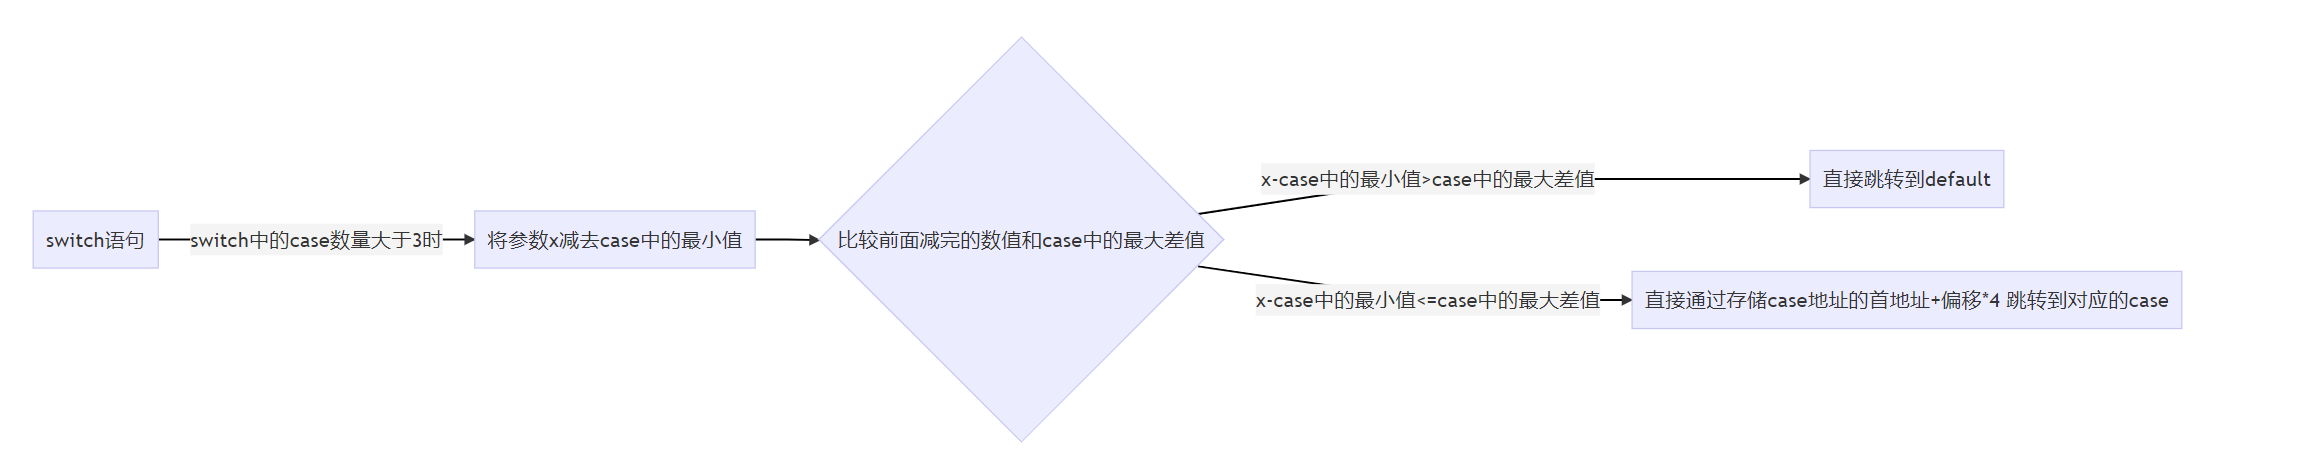 switch语句
switch中的case数量大于3时
将参数x减去case中的最小值
比较前面减完的数值和case中的最大差值
x-case中的最小值>case中的最大差值
直接跳转到default
x-case中的最小值<=case中的最大差值
直接通过存储case地址的首地址+偏移*4 跳转到对应的case